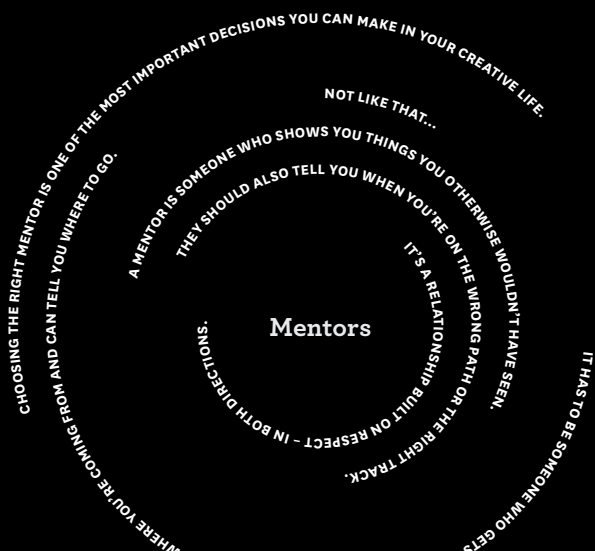 CHOOSING THE RIGHT MENTOR IS ONE OF THE MOST IMPORTANT DECISIONS YOU CAN MAKE IN YOUR CREATIVE LIFE.
IT HAS TO BE SOMEONE WHO GETS
WHERE YOU'RE COMING FROM AND CAN TELL YOU WHERE TO GO.
NOT LIKE THAT...
A MENTOR IS SOMEONE WHO SHOWS YOU THINGS YOU OTHERWISE WOULDN'T HAVE SEEN.
THEY SHOULD ALSO TELL YOU WHEN YOU'RE ON THE WRONG PATH OR THE RIGHT TRACK.
IT'S A RELATIONSHIP BUILT ON RESPECT – IN BOTH DIRECTIONS.
Mentors